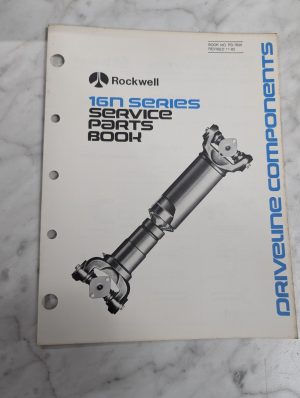 Rockwell
16N SERIES
SERVICE
PARTS
BOOK
DRIVELINE COMPONENTS